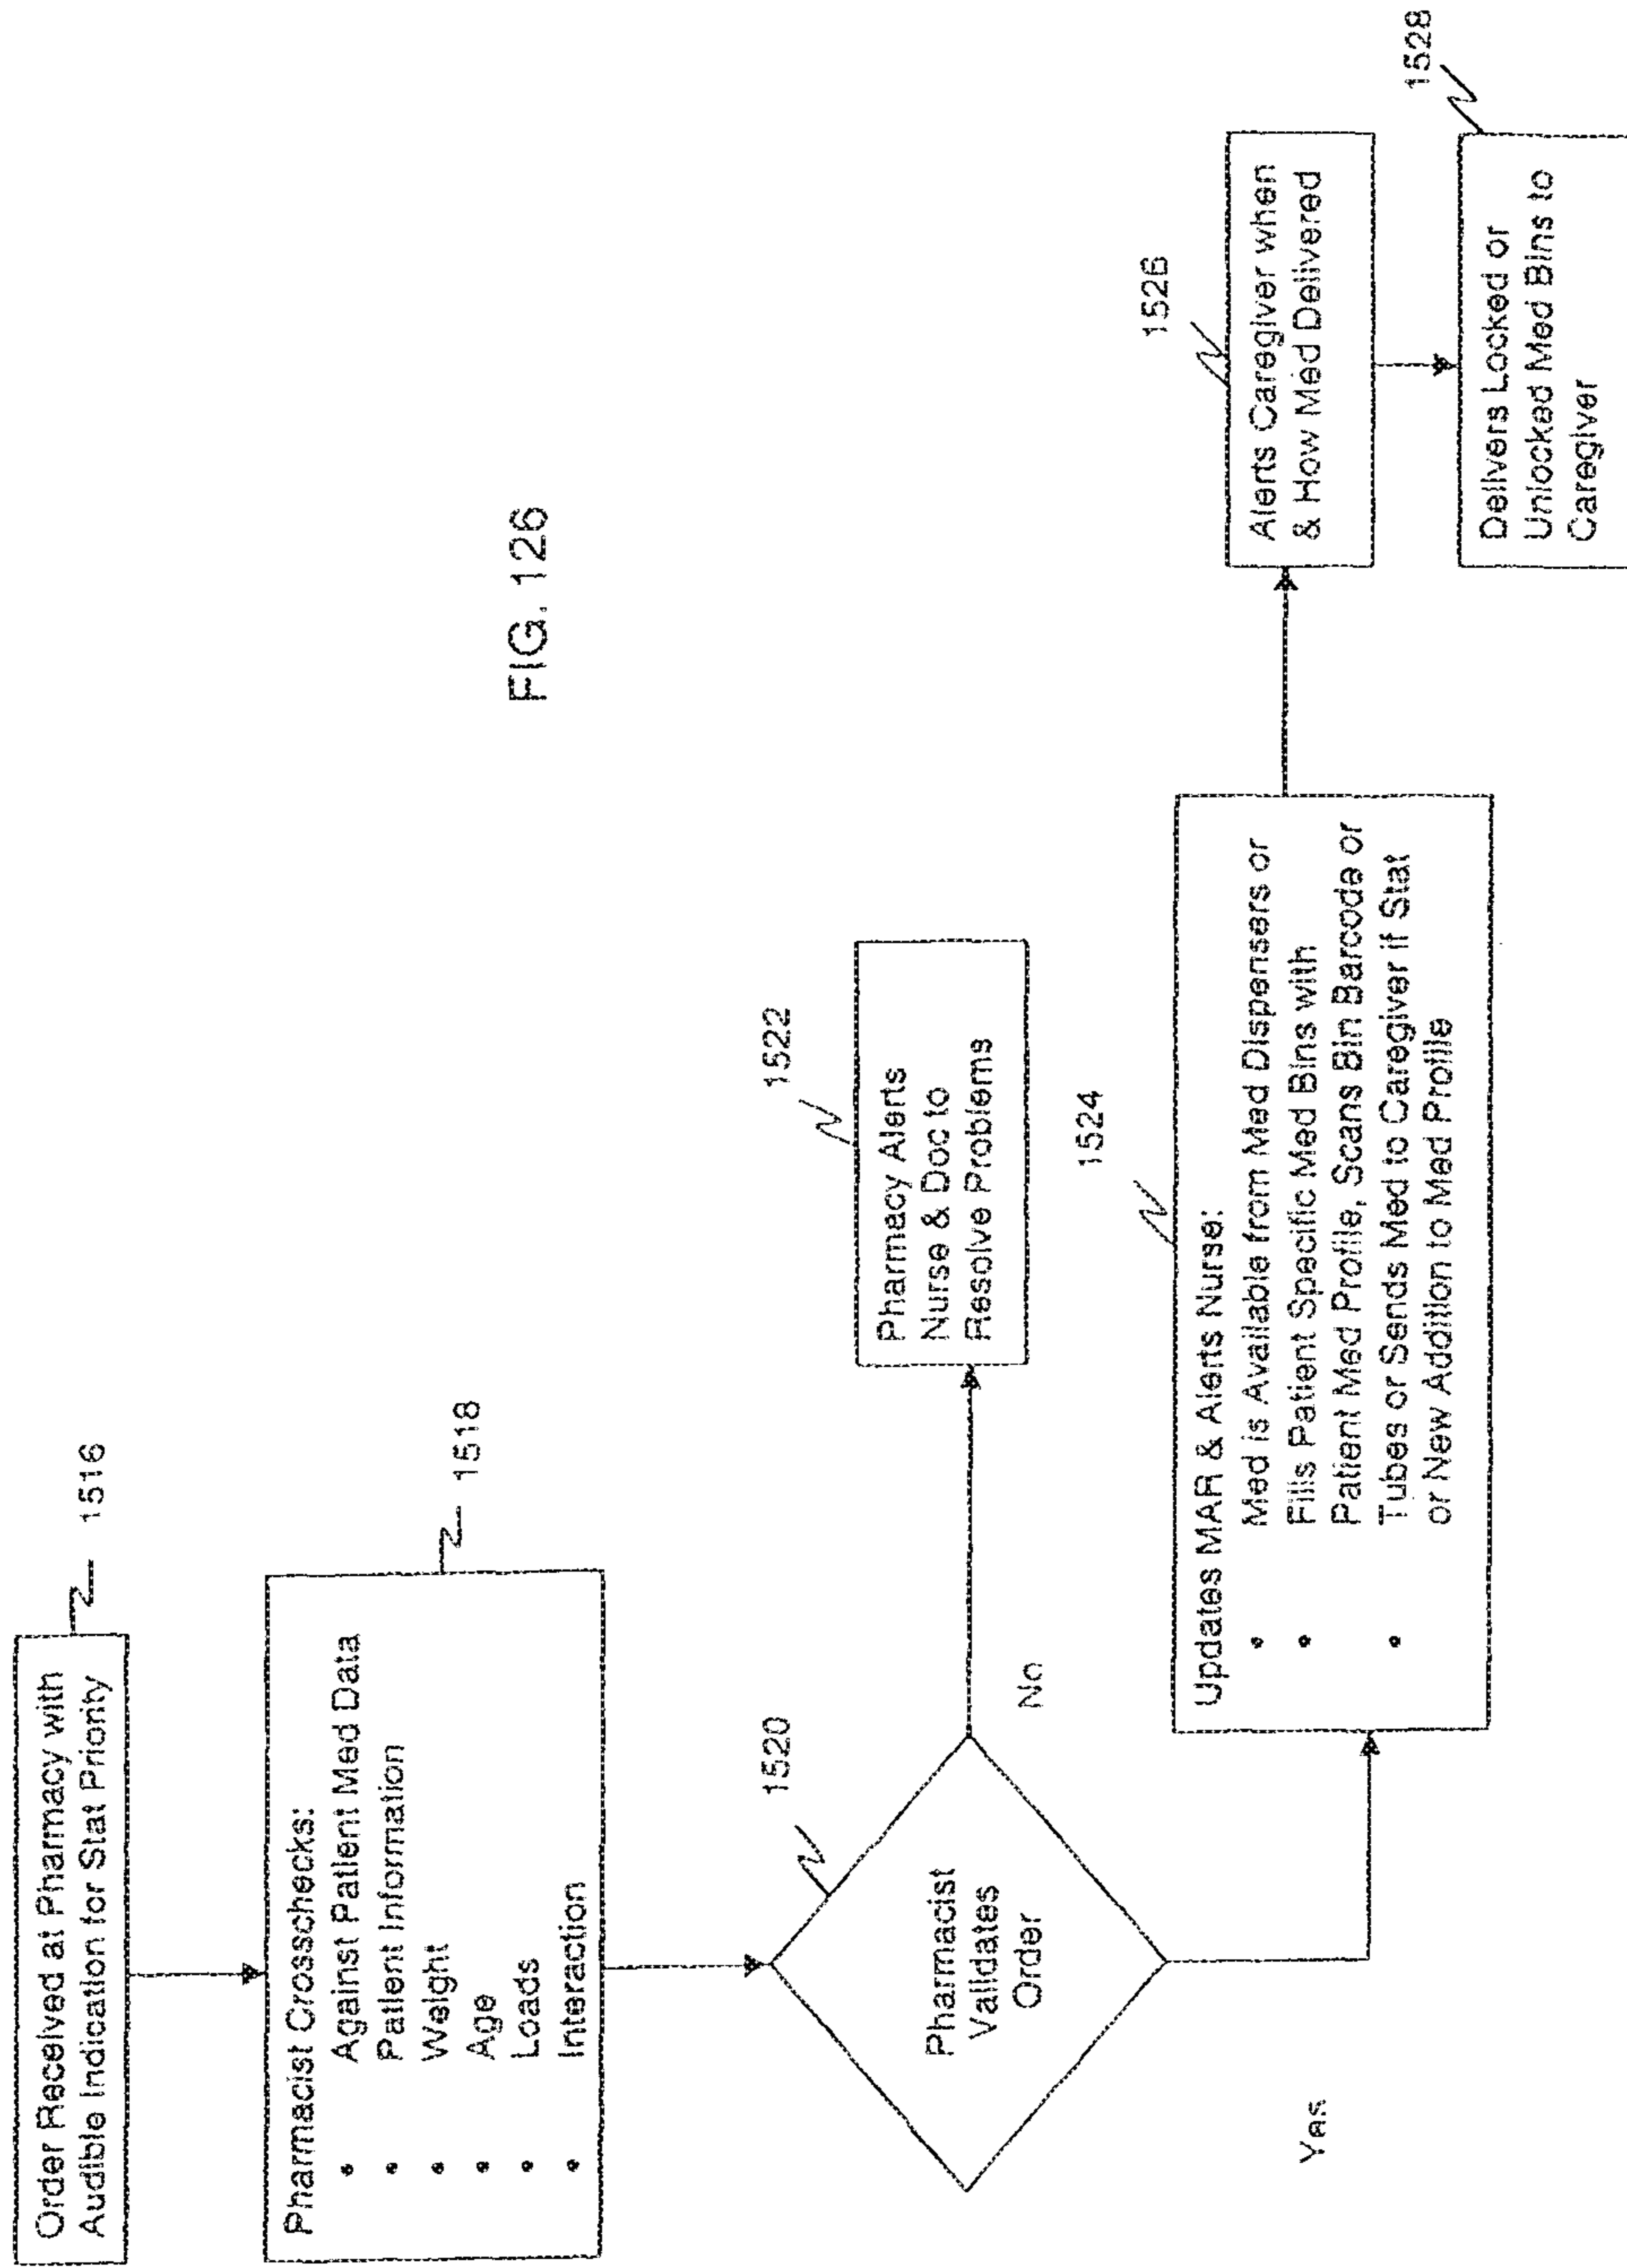 Order Received at Pharmacy with
Audible Indication for Stat Priority
1516
Pharmacist Crosschecks:
• Against Patient Med Data
• Patient Information
• Weight
• Age
• Loads
• Interaction
1518
FIG. 126
Pharmacist
Validates
Order
1520
No
Yes
Pharmacy Alerts
Nurse & Doc to
Resolve Problems
1522
Updates MAR & Alerts Nurse:
• Med is Available from Med Dispensers or
• Fills Patient Specific Med Bins with
Patient Med Profile, Scans Bin Barcode or
• Tubes or Sends Med to Caregiver if Stat
or New Addition to Med Profile
1524
Alerts Caregiver when
& How Med Delivered
1526
Delivers Locked or
Unlocked Med Bins to
Caregiver
1528